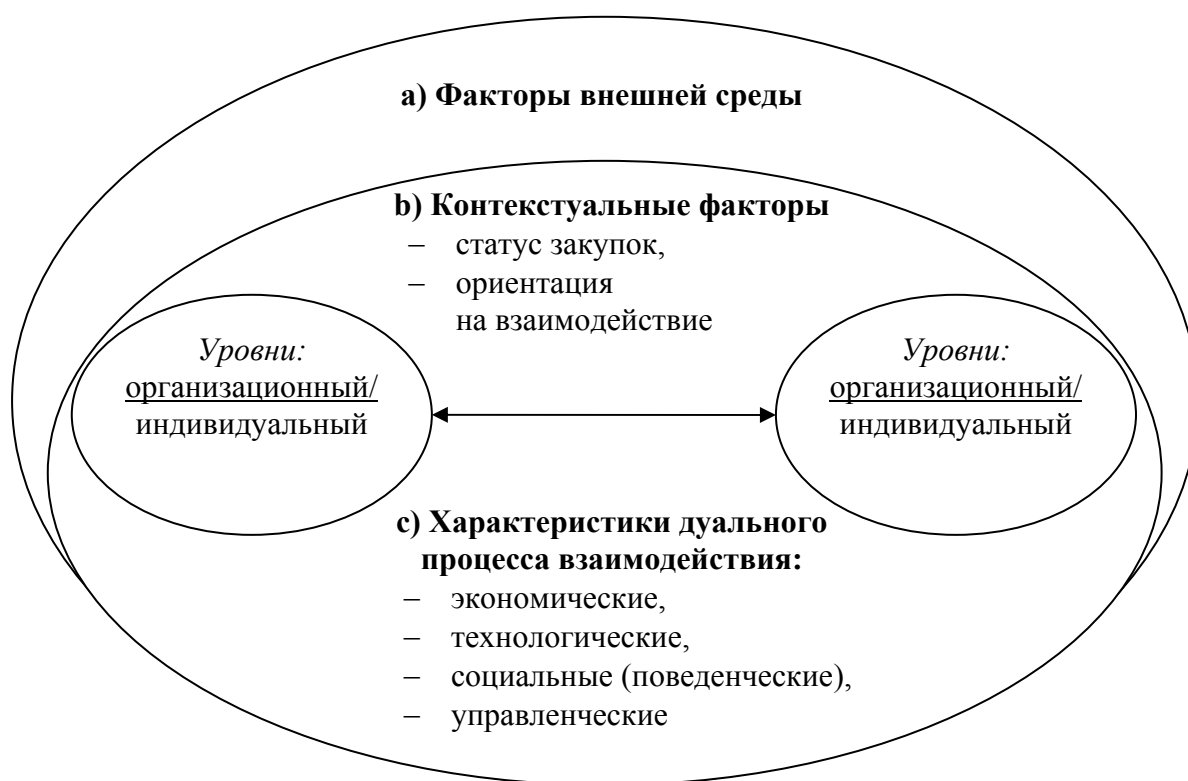 a) Факторы внешней среды
b) Контекстуальные факторы
– статус закупок,
– ориентация
на взаимодействие
Уровни:
организационный/
индивидуальный
Уровни:
организационный/
индивидуальный
c) Характеристики дуального
процесса взаимодействия:
– экономические,
– технологические,
– социальные (поведенческие),
– управленческие